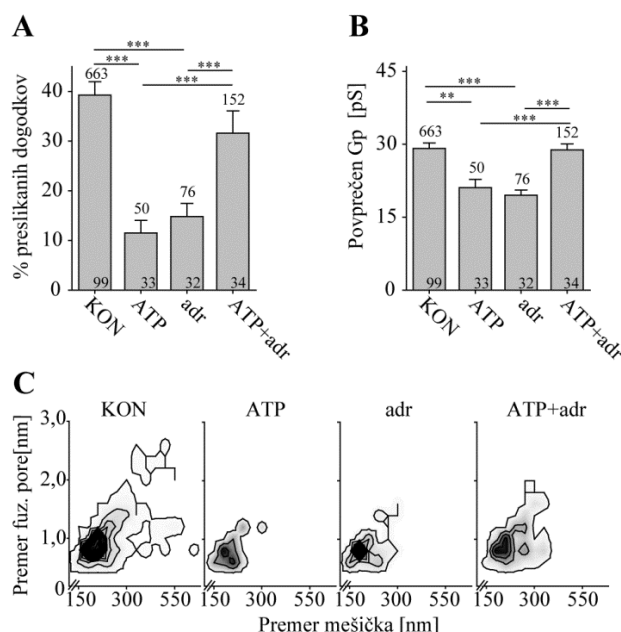 A
% preslikanih dogodkov
40
30
20
10
0
***
***
***
***
663
50
76
152
99
33
32
34
KON
ATP
adr
ATP+adr
B
Povprečen Gp [pS]
45
30
15
0
***
**
***
***
663
50
76
152
99
33
32
34
KON
ATP
adr
ATP+adr
C
KON ATP adr ATP+adr
Premer fuz. pore[nm]
3,0
2,0
1.0
0
150 300 550 150 300 550 150 300 550 150 300 550
Premer mešička [nm]